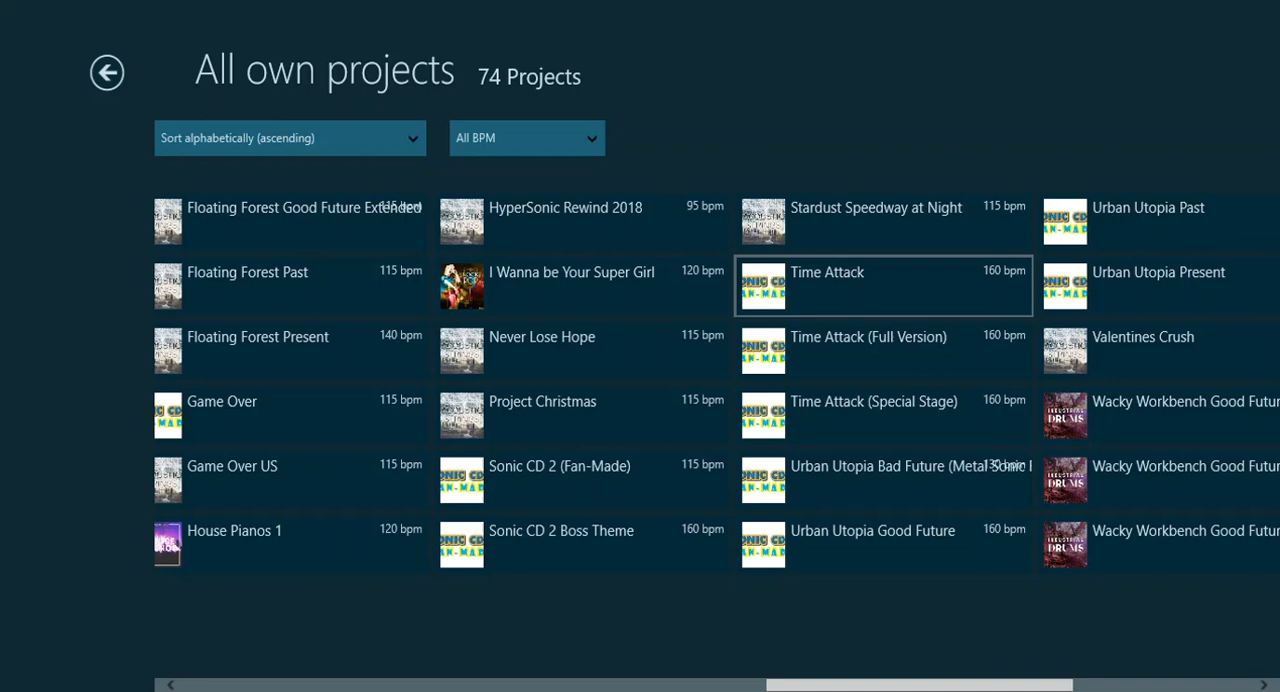 All own projects 74 Projects
Sort alphabetically (ascending)
All BPM
Floating Forest Good Future Extended 115 bpm
Floating Forest Past 115 bpm
Floating Forest Present 140 bpm
Game Over 115 bpm
Game Over US 115 bpm
House Pianos 1 120 bpm
HyperSonic Rewind 2018 95 bpm
I Wanna be Your Super Girl 120 bpm
Never Lose Hope 115 bpm
Project Christmas 115 bpm
Sonic CD 2 (Fan-Made) 115 bpm
Sonic CD 2 Boss Theme 160 bpm
Stardust Speedway at Night 115 bpm
Time Attack 160 bpm
Time Attack (Full Version) 160 bpm
Time Attack (Special Stage) 160 bpm
Urban Utopia Bad Future (Metal Sonic 130 bpm
Urban Utopia Good Future 160 bpm
Urban Utopia Past
Urban Utopia Present
Valentines Crush
Wacky Workbench Good Futur
INDUSTRIAL
DRUMS
Wacky Workbench Good Futur
Wacky Workbench Good Futur